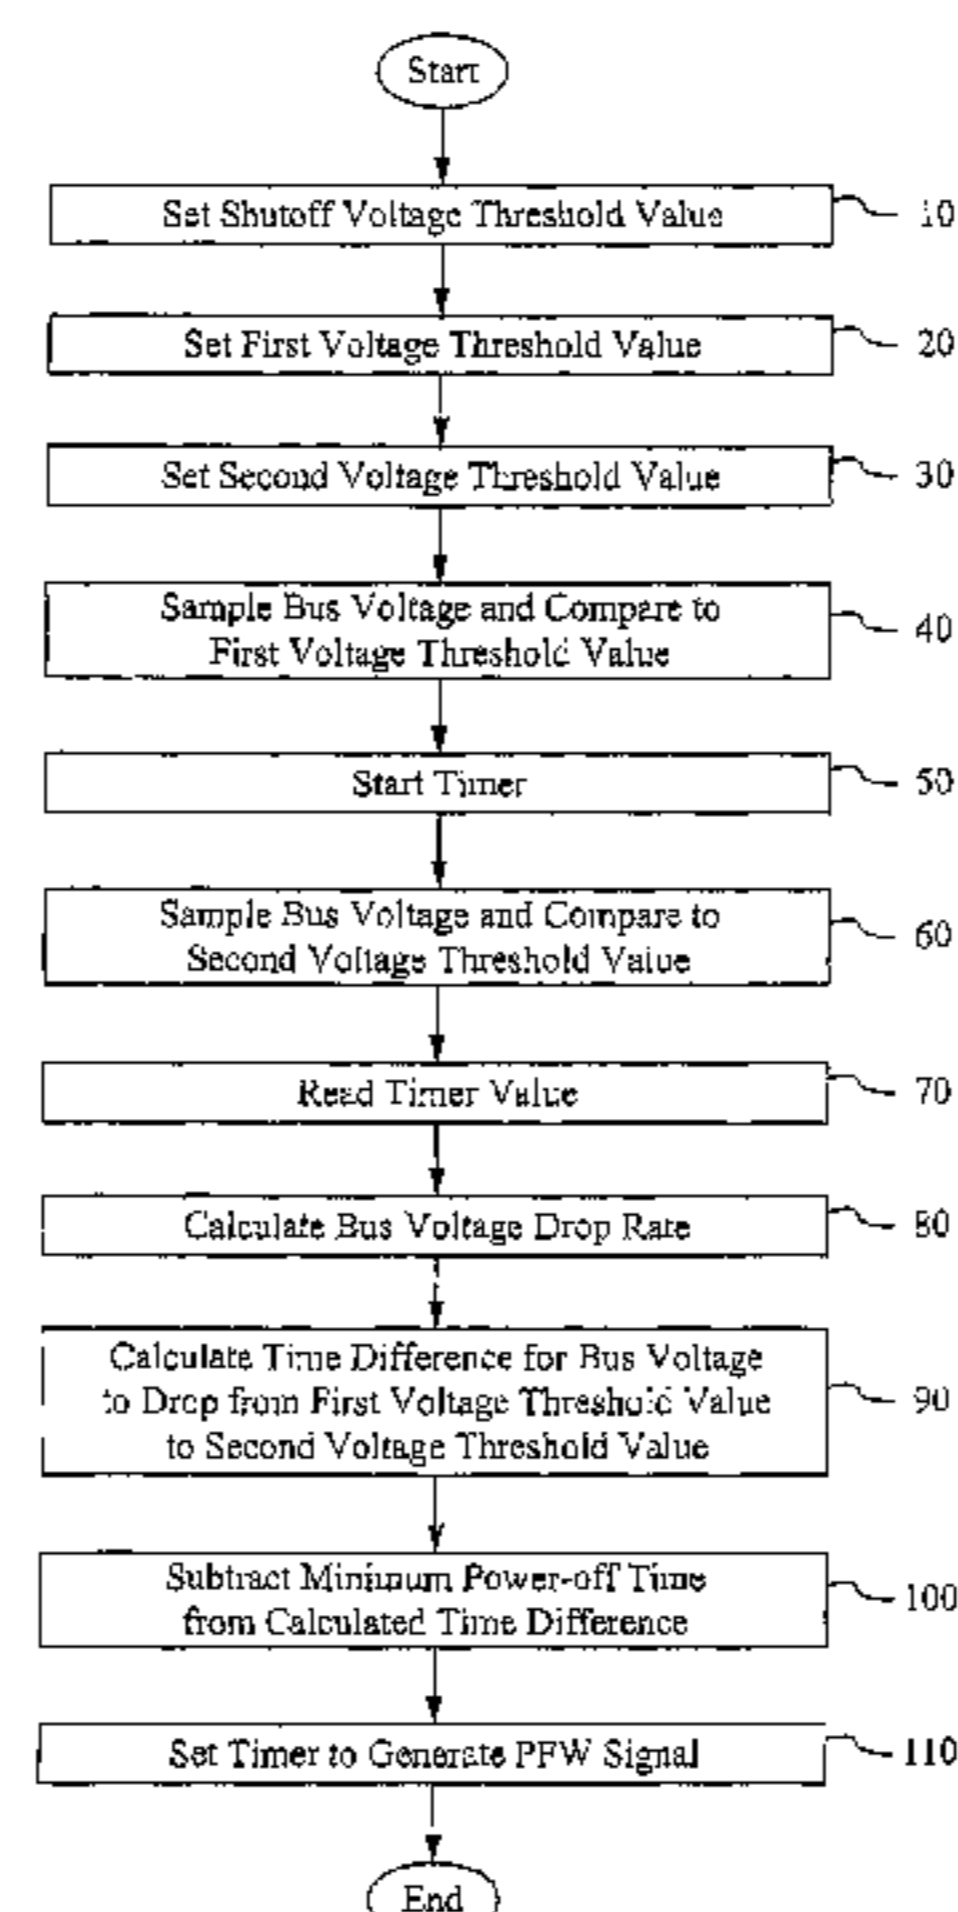 Start
Set Shutoff Voltage Threshold Value
10
Set First Voltage Threshold Value
20
Set Second Voltage Threshold Value
30
Sample Bus Voltage and Compare to
First Voltage Threshold Value
40
Start Timer
50
Sample Bus Voltage and Compare to
Second Voltage Threshold Value
60
Read Timer Value
70
Calculate Bus Voltage Drop Rate
80
Calculate Time Difference for Bus Voltage
to Drop from First Voltage Threshold Value
to Second Voltage Threshold Value
90
Subtract Minimum Power-off Time
from Calculated Time Difference
100
Set Timer to Generate PFW Signal
110
End